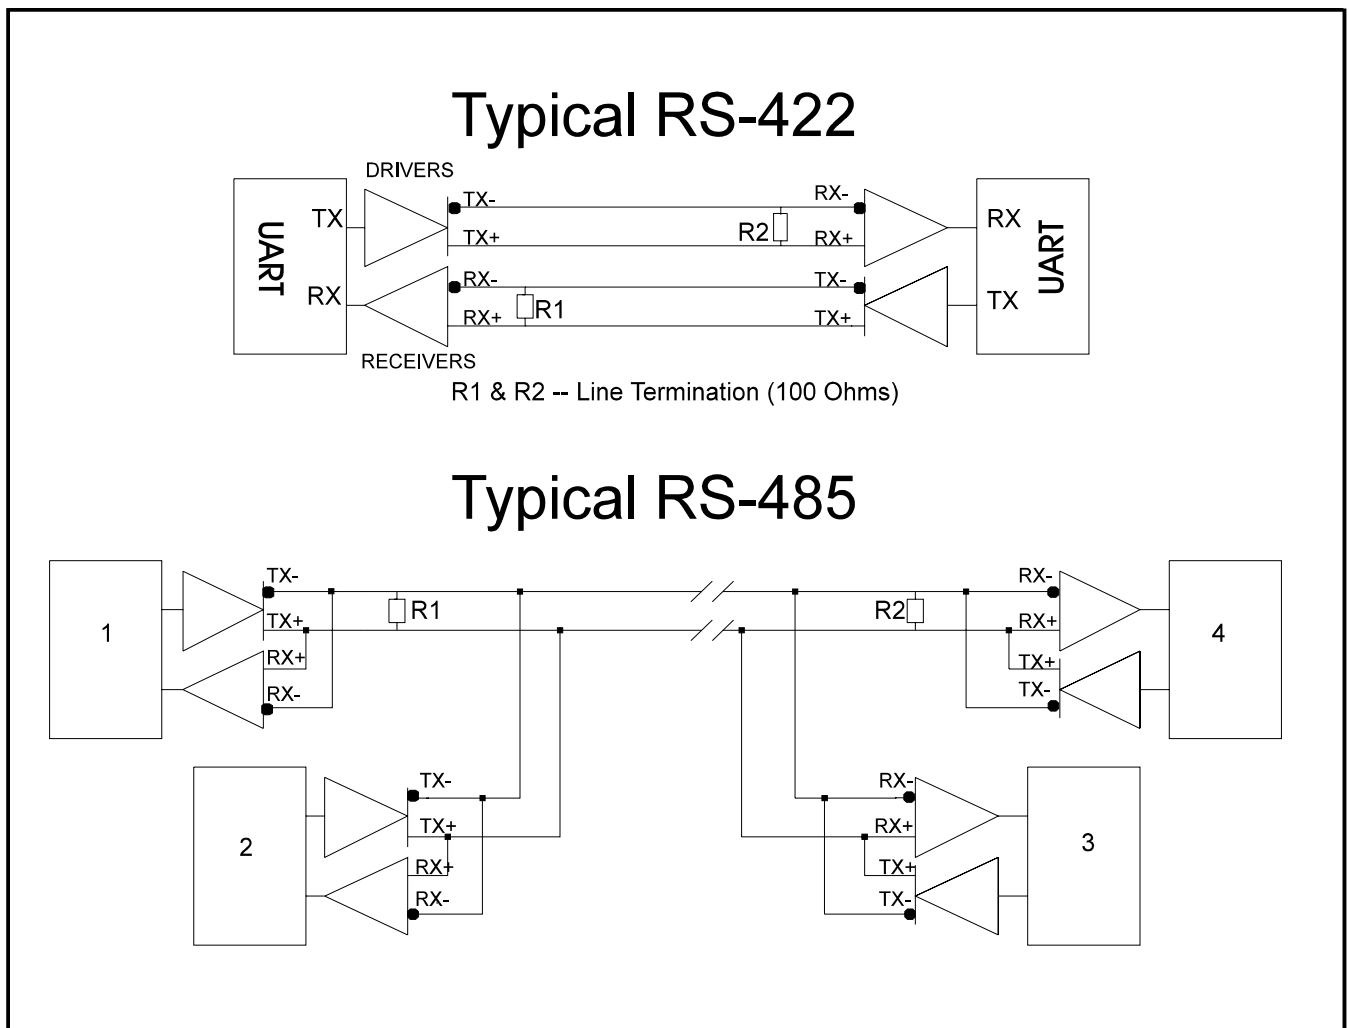 Typical RS-422
DRIVERS
UART
TX
TX-
TX+
R2
RX-
RX+
RX
UART
RX
RX-
RX+
R1
TX-
TX+
TX
RECEIVERS
R1 & R2 -- Line Termination (100 Ohms)
Typical RS-485
1
TX-
TX+
RX+
RX-
R1
R2
RX-
RX+
TX+
TX-
4
2
TX-
TX+
RX+
RX-
RX-
RX+
TX+
TX-
3